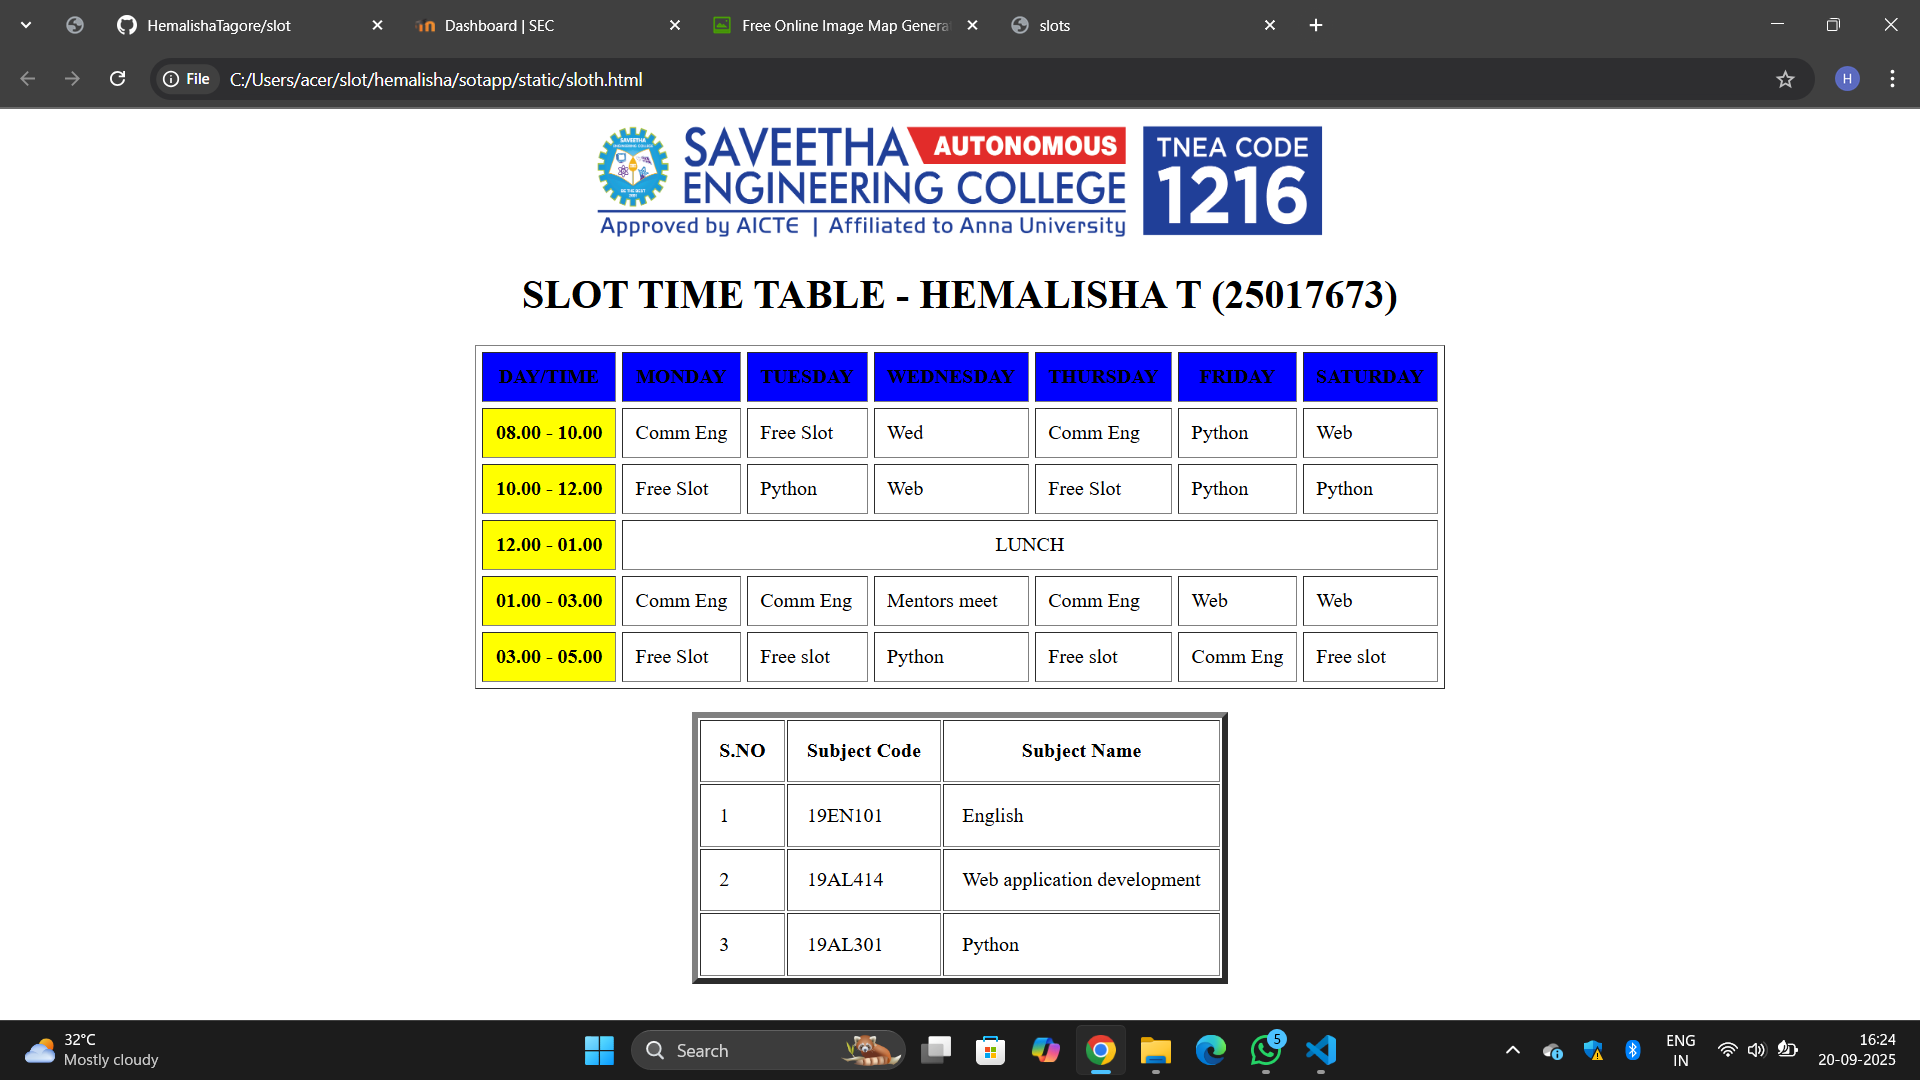 HemalishaTagore/slot
Dashboard | SEC
Free Online Image Map Genera
slots
File
C:/Users/acer/slot/hemalisha/sotapp/static/sloth.html
H
SAVEETHA
ENGINEERING COLLEGE
AUTONOMOUS
Approved by AICTE | Affiliated to Anna University
TNEA CODE
1216
SLOT TIME TABLE - HEMALISHA T (25017673)
DAY/TIME MONDAY TUESDAY WEDNESDAY THURSDAY FRIDAY SATURDAY
08.00 - 10.00 Comm Eng Free Slot Wed Comm Eng Python Web
10.00 - 12.00 Free Slot Python Web Free Slot Python Python
12.00 - 01.00 LUNCH
01.00 - 03.00 Comm Eng Comm Eng Mentors meet Comm Eng Web Web
03.00 - 05.00 Free Slot Free slot Python Free slot Comm Eng Free slot
S.NO Subject Code Subject Name
1 19EN101 English
2 19AL414 Web application development
3 19AL301 Python
32°C
Mostly cloudy
Search
5
ENG
IN
16:24
20-09-2025